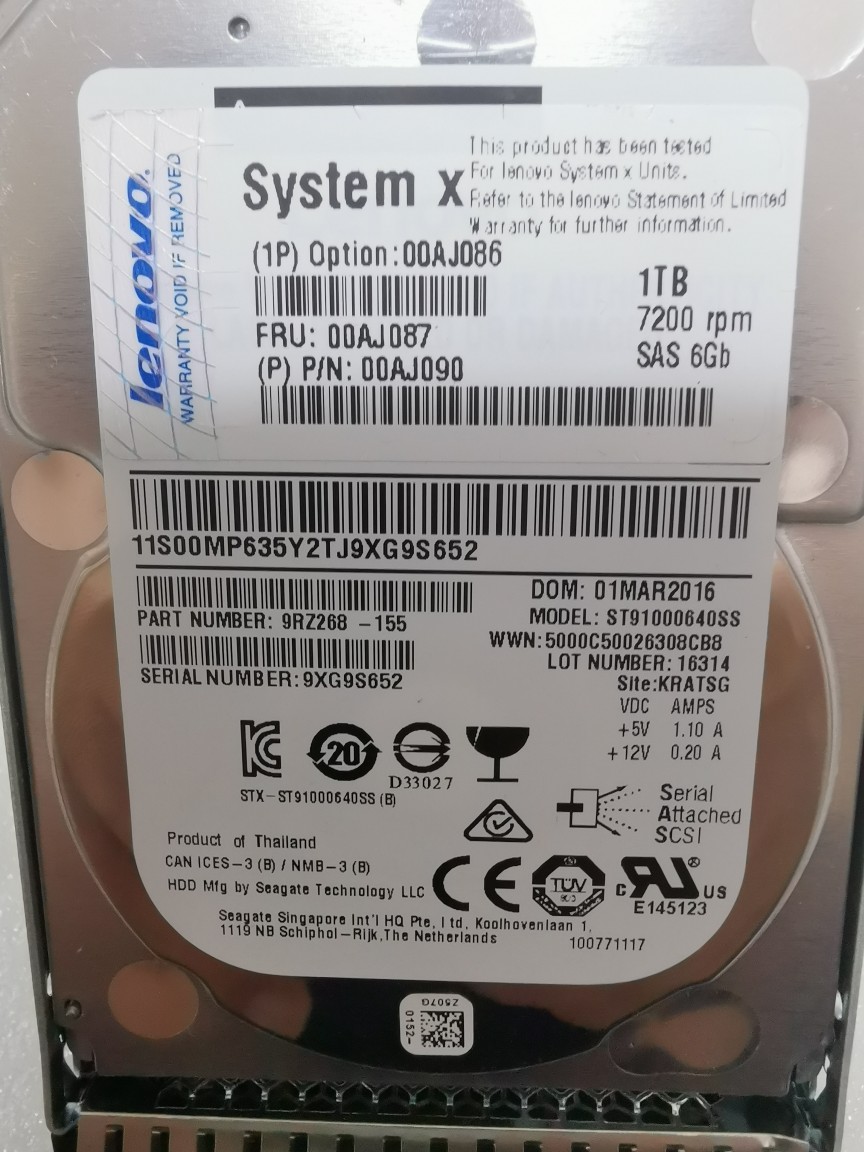 lenovo.
WARRANTY VOID IF REMOVED
System x
This product has been tested
For lenovo System x Units.
Refer to the lenovo Statement of Limited
Warranty for further information.
(1P) Option:00AJ086
FRU: 00AJ087
(P) P/N: 00AJ090
1TB
7200 rpm
SAS 6Gb
11S00MP635Y2TJ9XG9S652
PART NUMBER: 9RZ268 -155
SERIAL NUMBER:9XG9S652
DOM: 01MAR2016
MODEL: ST91000640SS
WWN:5000C50026308CB8
LOT NUMBER: 16314
Site:KRATSG
VDC AMPS
+5V 1.10 A
+12V 0.20 A
20
D33027
STX-ST91000640SS (B)
Serial
Attached
SCSI
Product of Thailand
CAN ICES-3 (B) / NMB-3 (B)
HDD Mfg by Seagate Technology LLC
CE
TÜV
c RU US
E145123
Seagate Singapore Int'l HQ Pte, ltd, Koolhovenlaan 1,
1119 NB Schiphol-Rijk,The Netherlands
100771117
Z507G
0152-